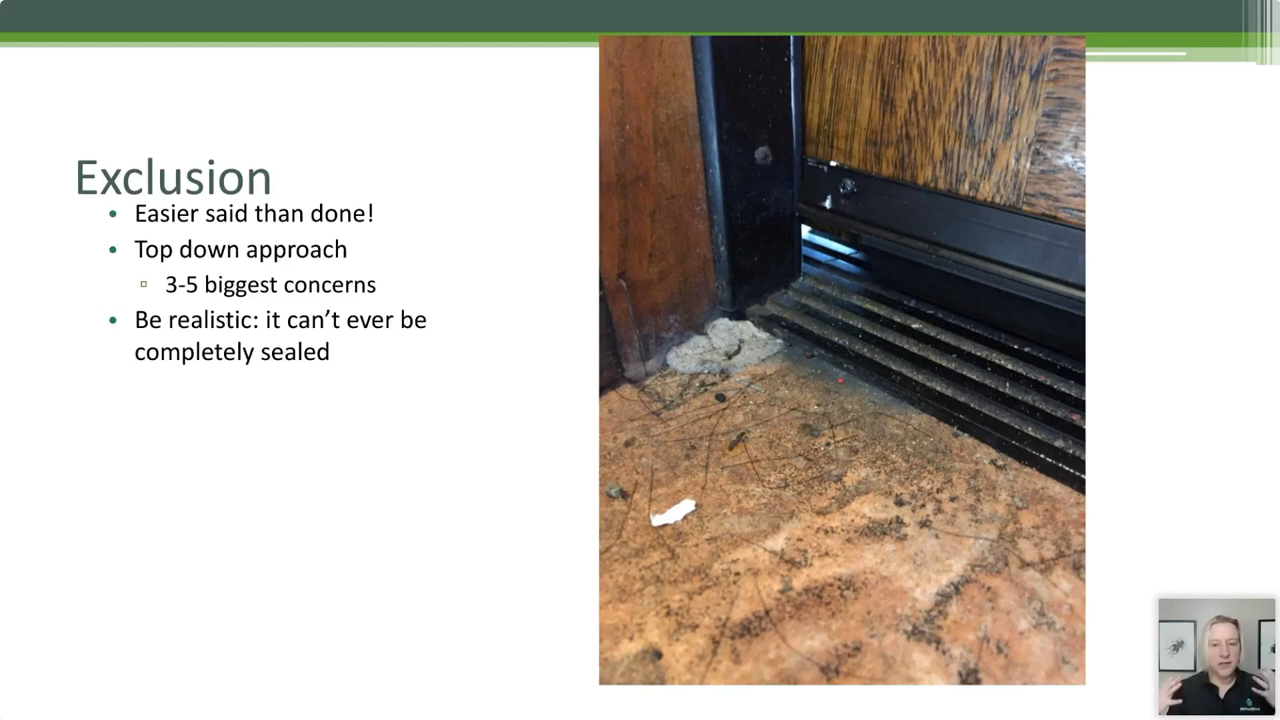 Exclusion
• Easier said than done!
• Top down approach
▫ 3-5 biggest concerns
• Be realistic: it can’t ever be
completely sealed